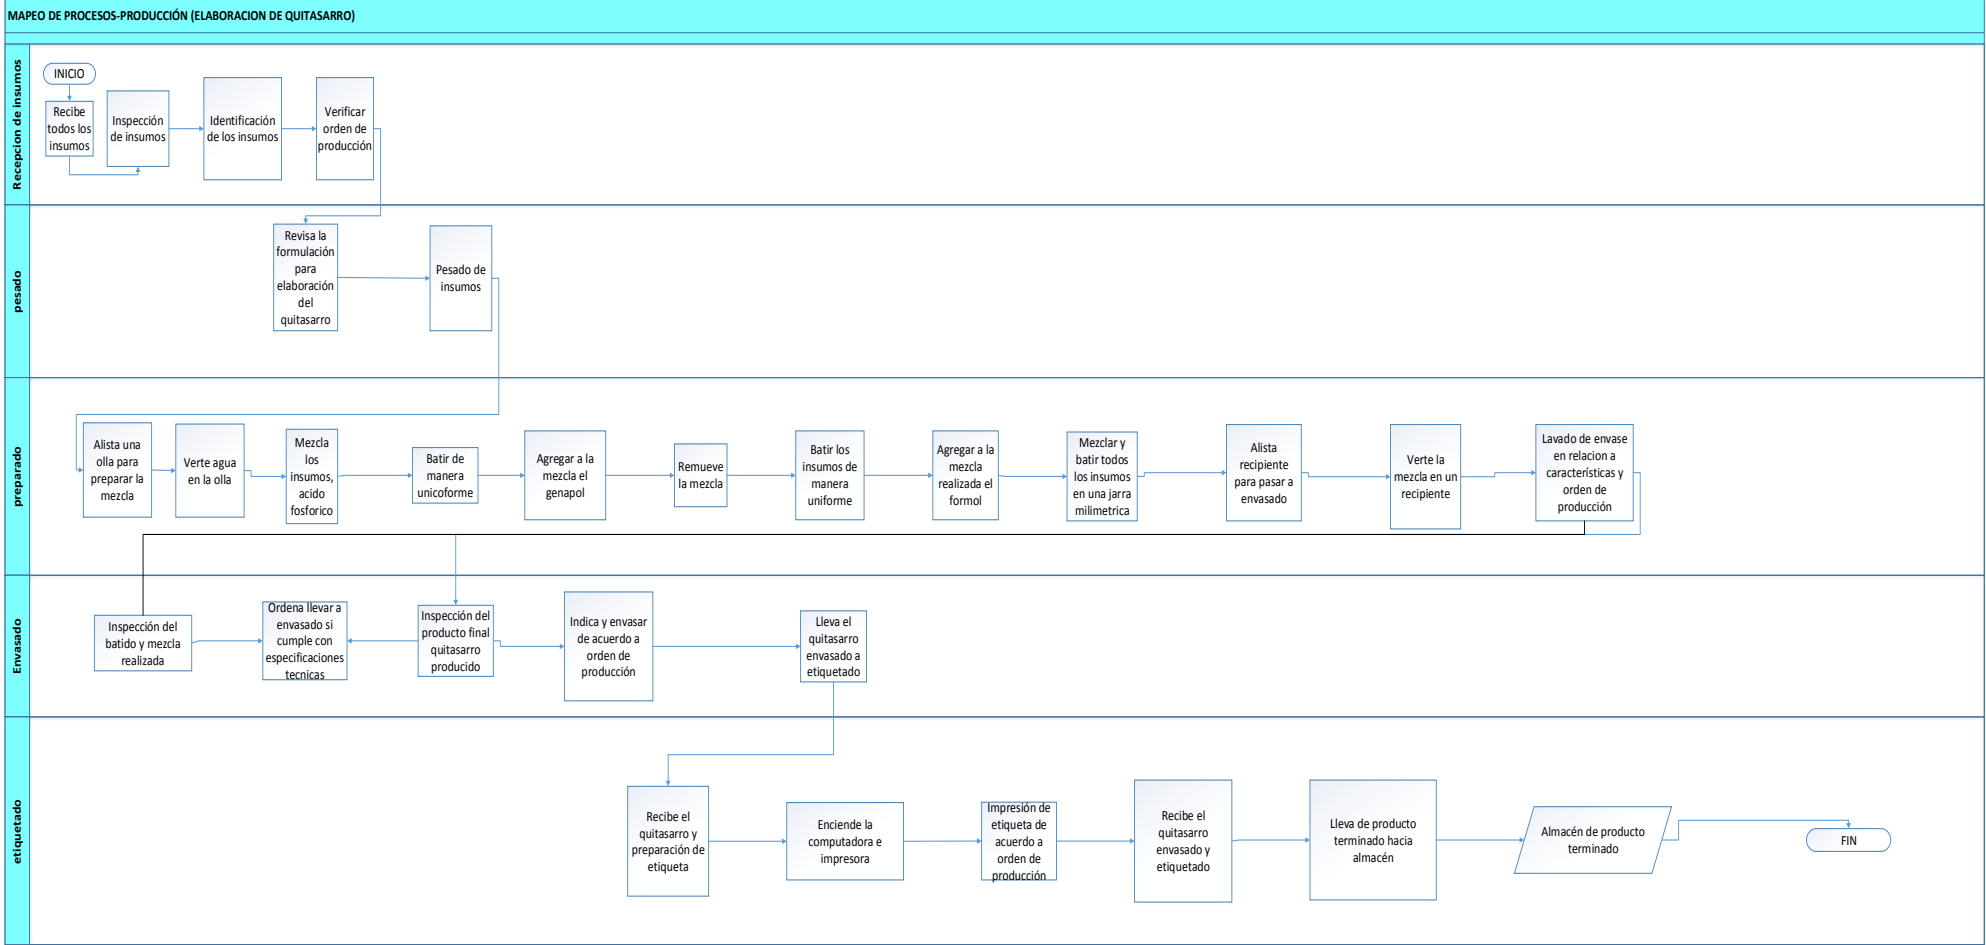 MAPEO DE PROCESOS-PRODUCCIÓN (ELABORACION DE QUITASARRO)
Recepcion de insumos
INICIO
Recibe
todos los
insumos
Inspección
de insumos
Identificación
de los insumos
Verificar
orden de
producción
pesado
Revisa la
formulación
para
elaboración
del
quitasarro
Pesado de
insumos
preparado
Alista una
olla para
preparar la
mezcla
Verte agua
en la olla
Mezcla
los
insumos,
acido
fosforico
Batir de
manera
unicoforme
Agregar a la
mezcla el
genapol
Remueve
la mezcla
Batir los
insumos de
manera
uniforme
Agregar a la
mezcla
realizada el
formol
Mezclar y
batir todos
los insumos
en una jarra
milimetrica
Alista
recipiente
para pasar a
envasado
Verte la
mezcla en un
recipiente
Lavado de envase
en relacion a
características y
orden de
producción
Envasado
Inspección del
batido y mezcla
realizada
Ordena llevar a
envasado si
cumple con
especificaciones
tecnicas
Inspección del
producto final
quitasarro
producido
Indica y envasar
de acuerdo a
orden de
producción
Lleva el
quitasarro
envasado a
etiquetado
etiquetado
Recibe el
quitasarro y
preparación de
etiqueta
Enciende la
computadora e
impresora
Impresión de
etiqueta de
acuerdo a
orden de
producción
Recibe el
quitasarro
envasado y
etiquetado
Lleva de producto
terminado hacia
almacén
Almacén de producto
terminado
FIN